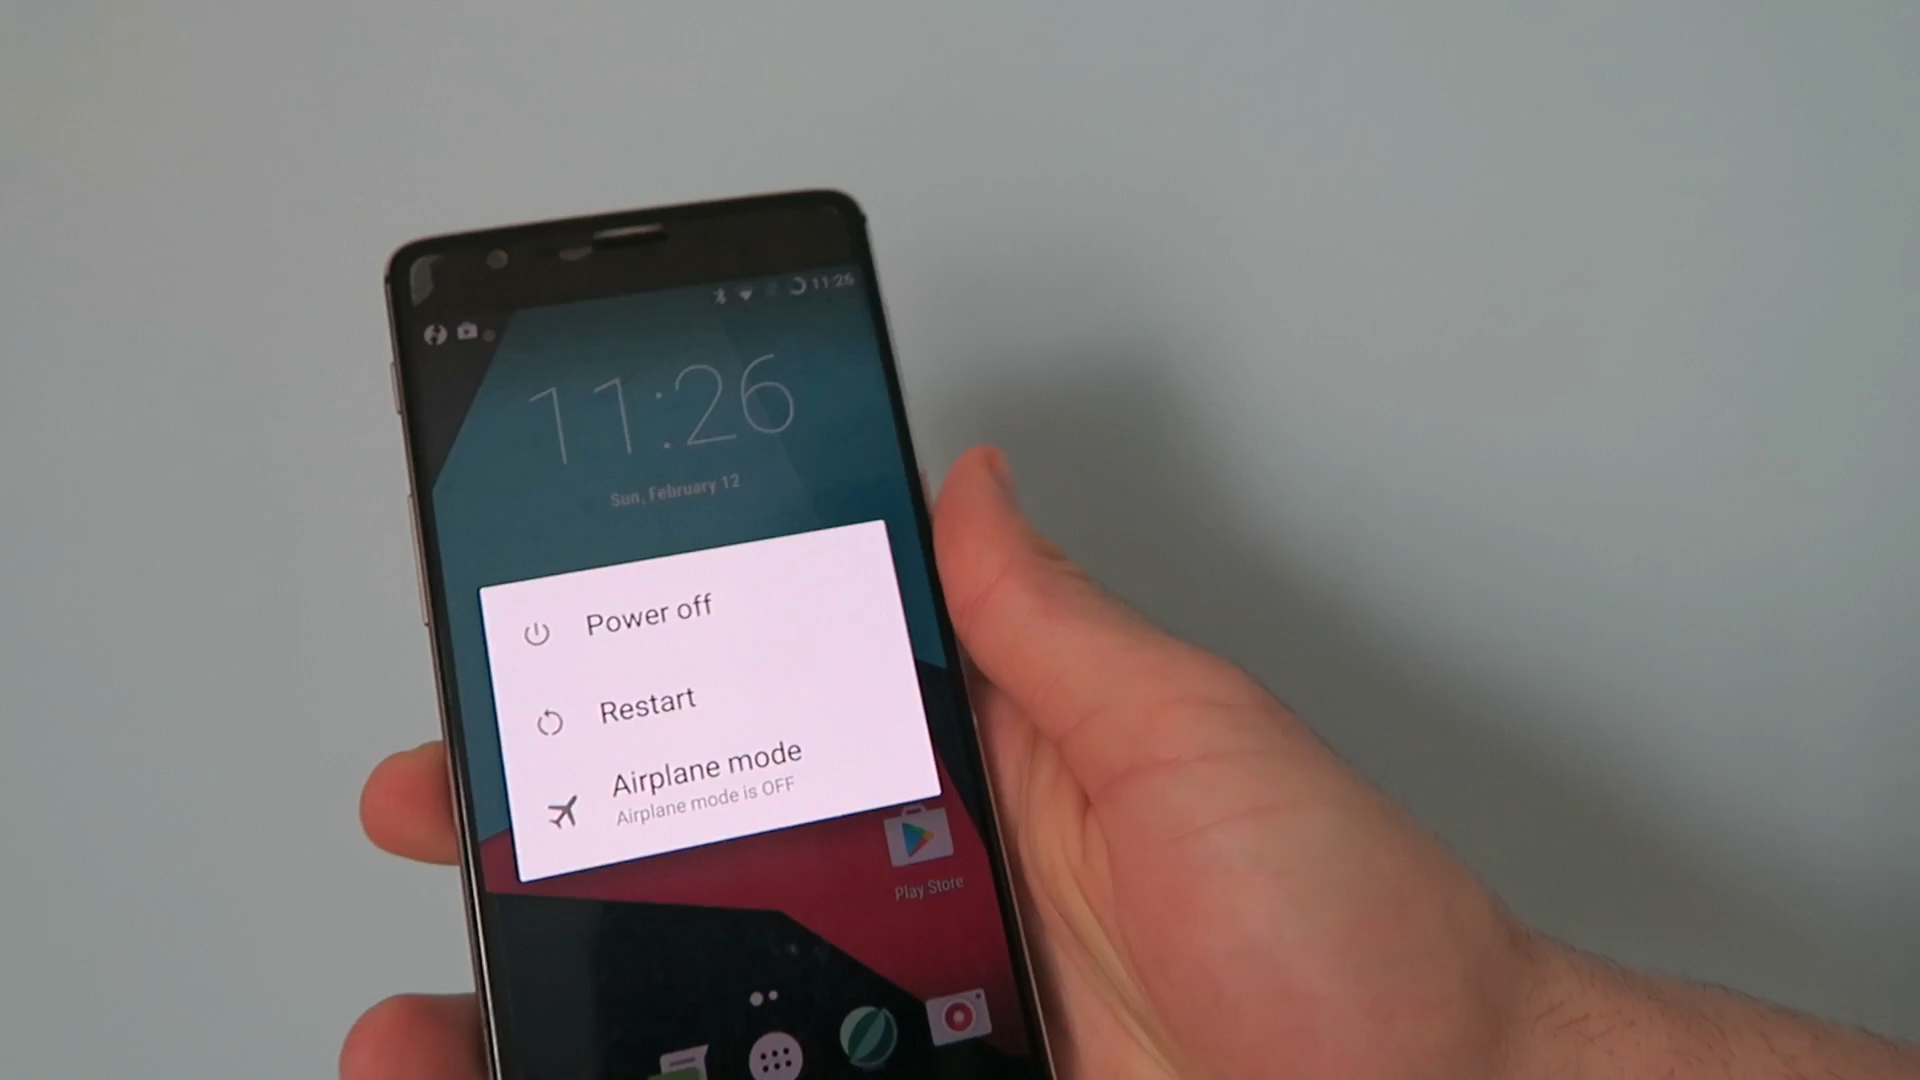 11:26
11:26
Sun, February 12
Power off
Restart
Airplane mode
Airplane mode is OFF
Play Store